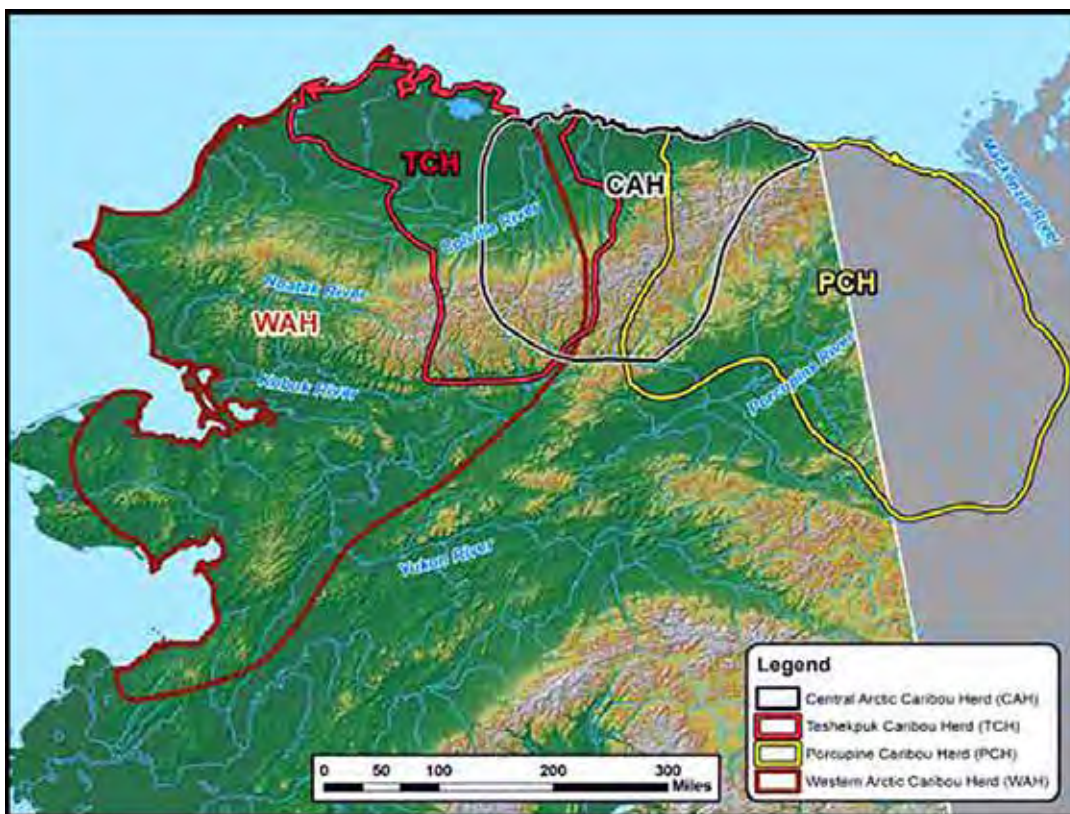 TCH
CAH
Mackenzie River
Colville River
Noatak River
WAH
PCH
Kobuk River
Porcupine River
Yukon River
Legend
Central Arctic Caribou Herd (CAH)
Teshekpuk Caribou Herd (TCH)
Porcupine Caribou Herd (PCH)
Western Arctic Caribou Herd (WAH)
0 50 100 200 300
Miles